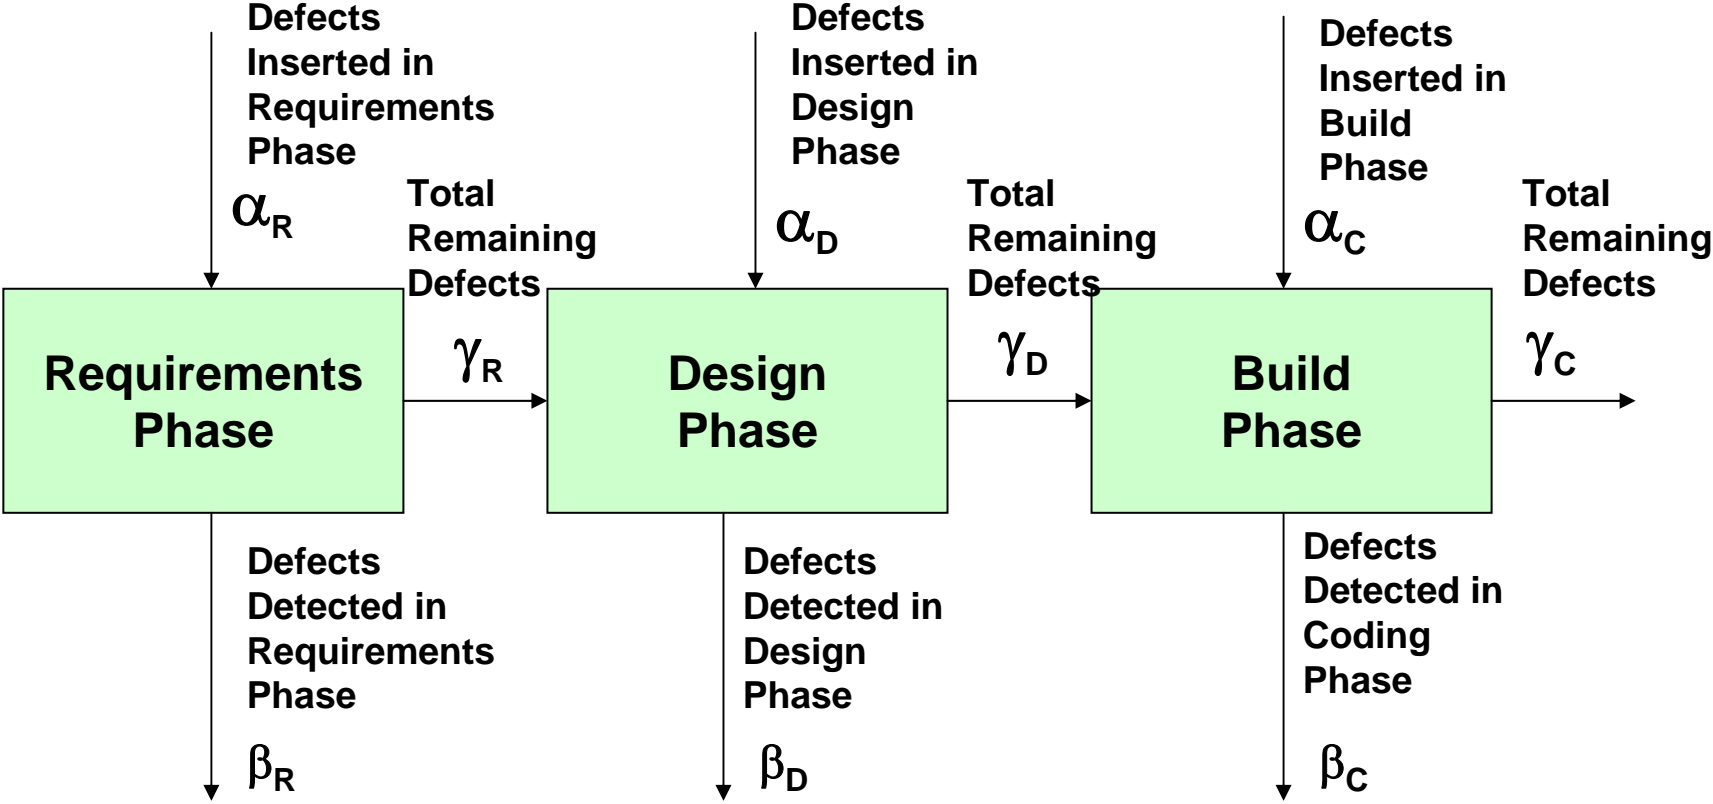 Defects
Inserted in
Requirements
Phase
αR
Defects
Inserted in
Design
Phase
αD
Defects
Inserted in
Build
Phase
αC
Total
Remaining
Defects
γR
Total
Remaining
Defects
γD
Total
Remaining
Defects
γC
Requirements
Phase
Design
Phase
Build
Phase
Defects
Detected in
Requirements
Phase
βR
Defects
Detected in
Design
Phase
βD
Defects
Detected in
Coding
Phase
βC